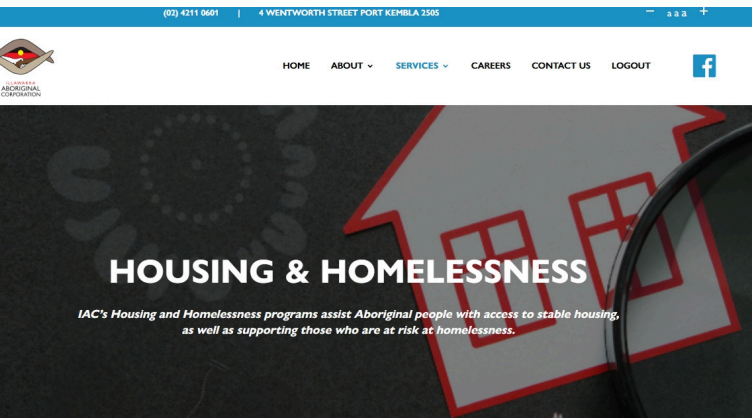 (02) 4211 0601 | 4 WENTWORTH STREET PORT KEMBLA 2505 — a a a +
ILLAWARRA
ABORIGINAL
CORPORATION
HOME ABOUT SERVICES CAREERS CONTACT US LOGOUT f
HOUSING & HOMELESSNESS
IAC's Housing and Homelessness programs assist Aboriginal people with access to stable housing,
as well as supporting those who are at risk at homelessness.